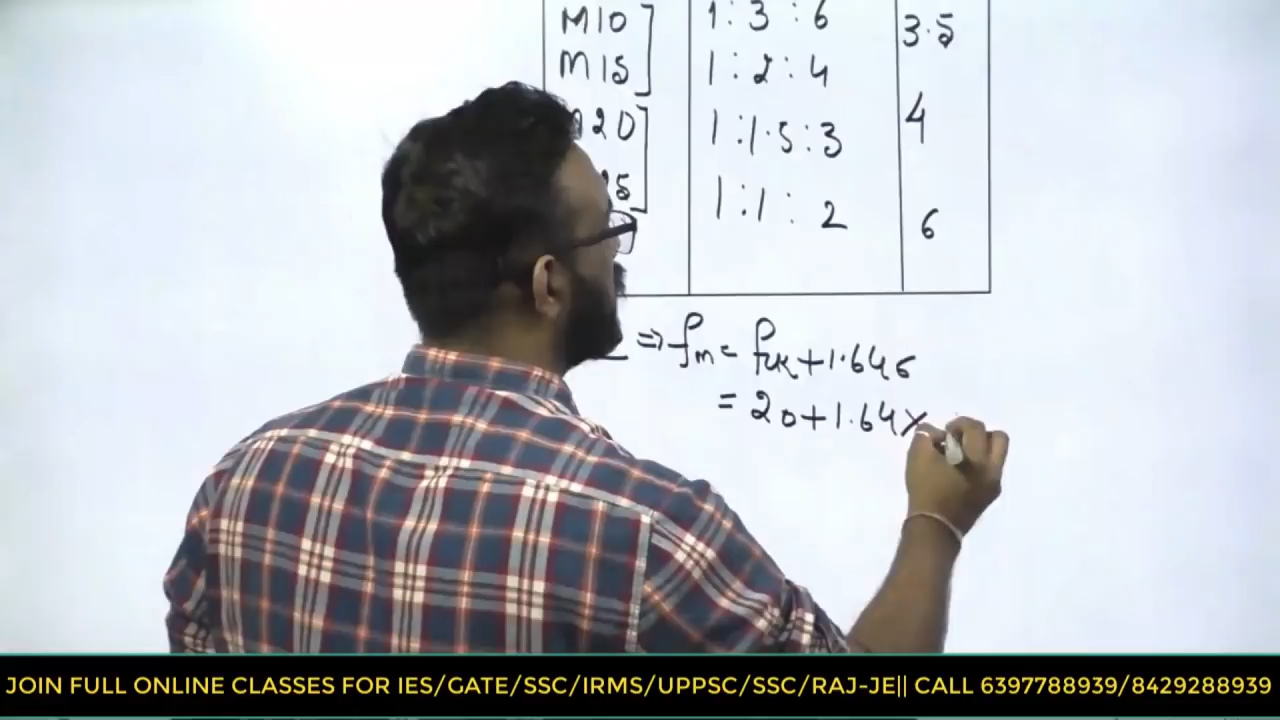 M10 1:3:6 3.5
M15 1:2:4
20 1:1.5:3 4
5 1:1:2 6
⇒ fm = fck + 1.64σ
= 20 + 1.64×
JOIN FULL ONLINE CLASSES FOR IES/GATE/SSC/IRMS/UPPSC/SSC/RAJ-JE|| CALL 6397788939/8429288939